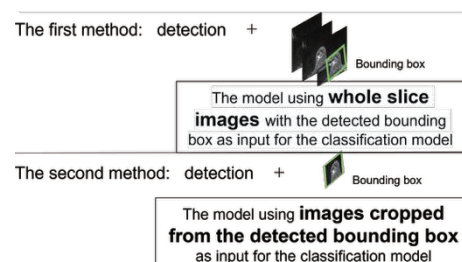 The first method: detection +
Bounding box
The model using whole slice
images with the detected bounding
box as input for the classification model
The second method: detection +
Bounding box
The model using images cropped
from the detected bounding box
as input for the classification model